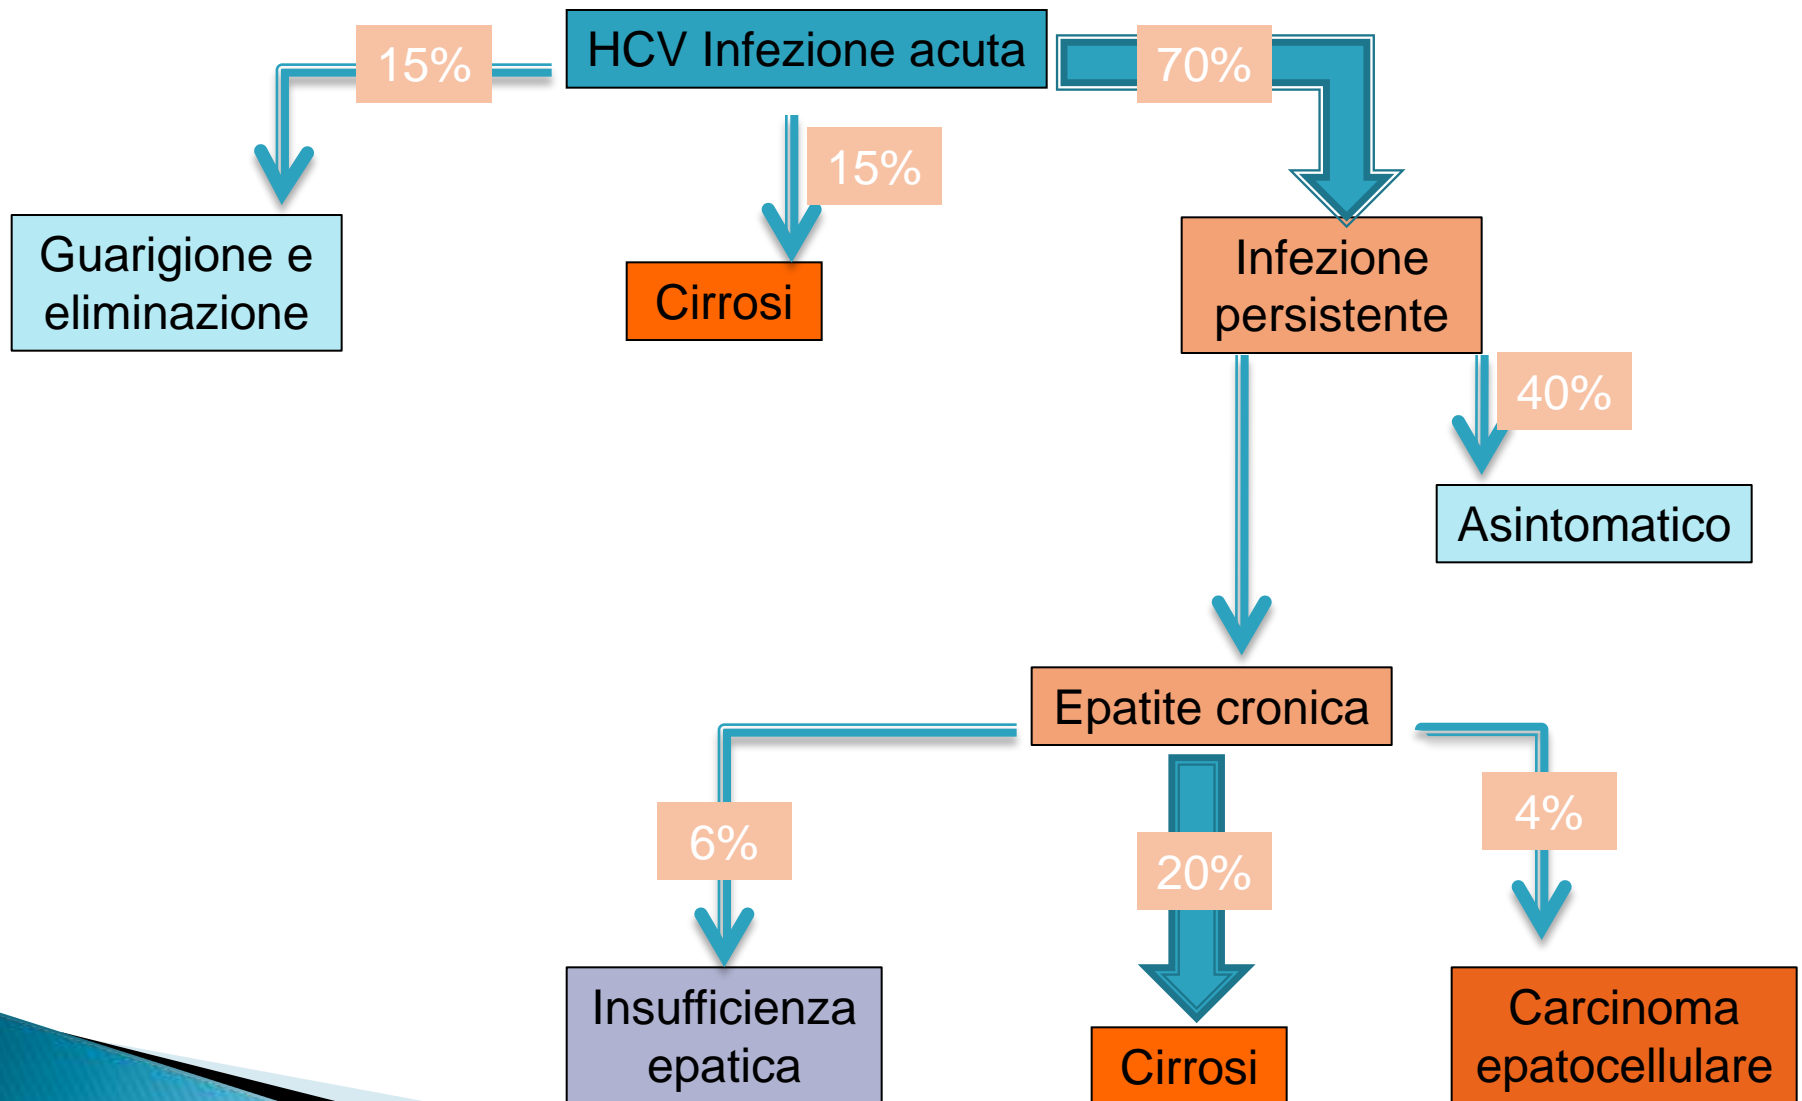 HCV Infezione acuta
15%
70%
15%
Guarigione e
eliminazione
Cirrosi
Infezione
persistente
40%
Asintomatico
Epatite cronica
6%
20%
4%
Insufficienza
epatica
Cirrosi
Carcinoma
epatocellulare